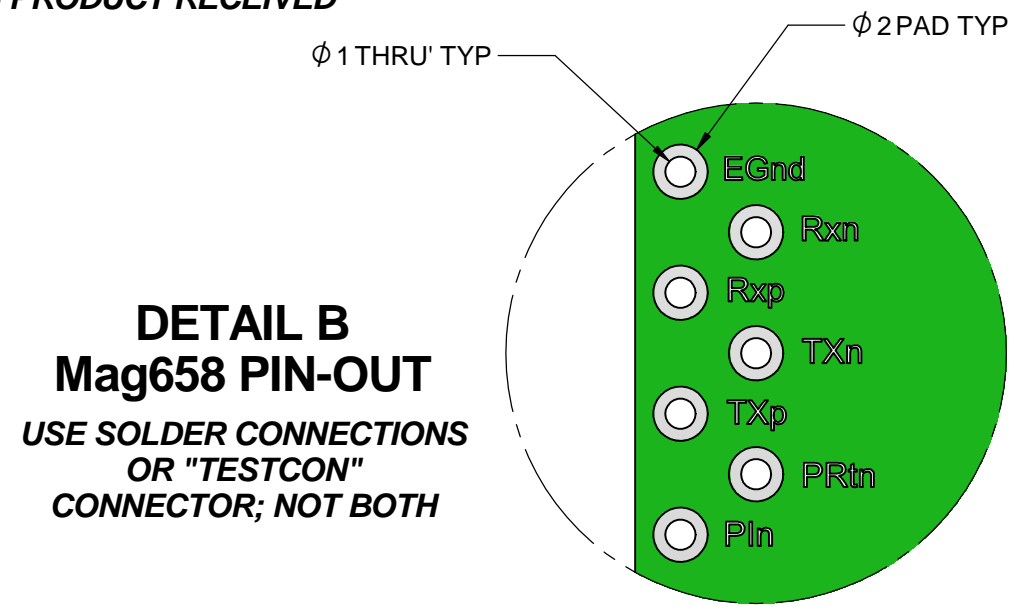 PRODUCT RECEIVED
⌀ 2 PAD TYP
⌀ 1 THRU' TYP
EGnd
Rxn
Rxp
TXn
TXp
PRtn
PIn
DETAIL B
Mag658 PIN-OUT
USE SOLDER CONNECTIONS
OR "TESTCON"
CONNECTOR; NOT BOTH